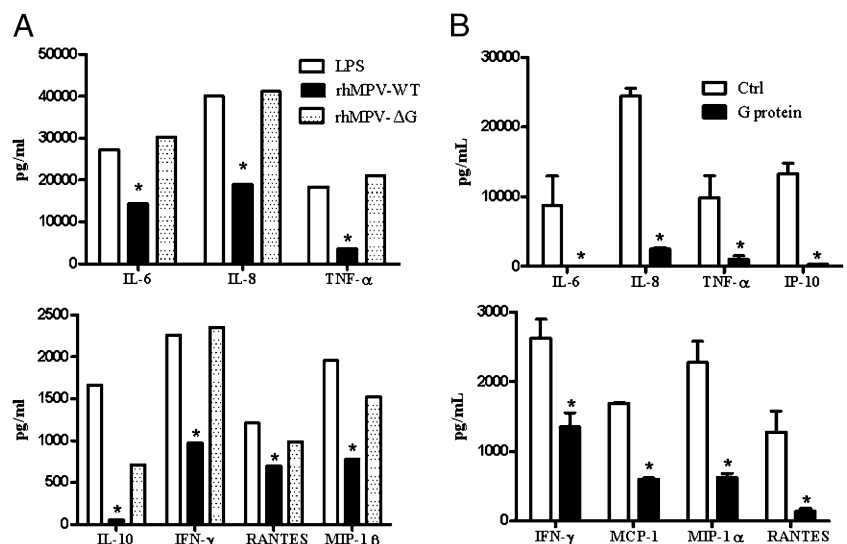 A
50000
40000
30000
20000
10000
0
pg/ml
LPS
rhMPV-WT
rhMPV-ΔG
*
*
*
IL-6 IL-8 TNF-α
2500
2000
1500
1000
500
0
pg/ml
*
*
*
*
IL-10 IFN-γ RANTES MIP-1β
B
30000
20000
10000
0
pg/mL
Ctrl
G protein
*
*
*
*
IL-6 IL-8 TNF-α IP-10
3000
2000
1000
0
pg/mL
*
*
*
*
IFN-γ MCP-1 MIP-1α RANTES